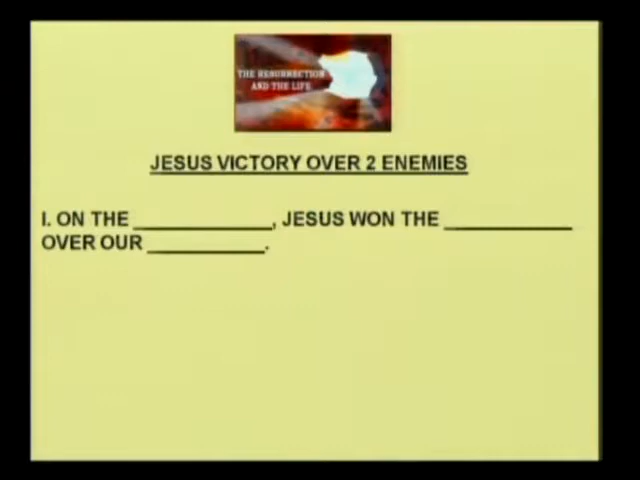 THE RESURRECTION
AND THE LIFE
JESUS VICTORY OVER 2 ENEMIES
I. ON THE ____________, JESUS WON THE ___________
OVER OUR __________.